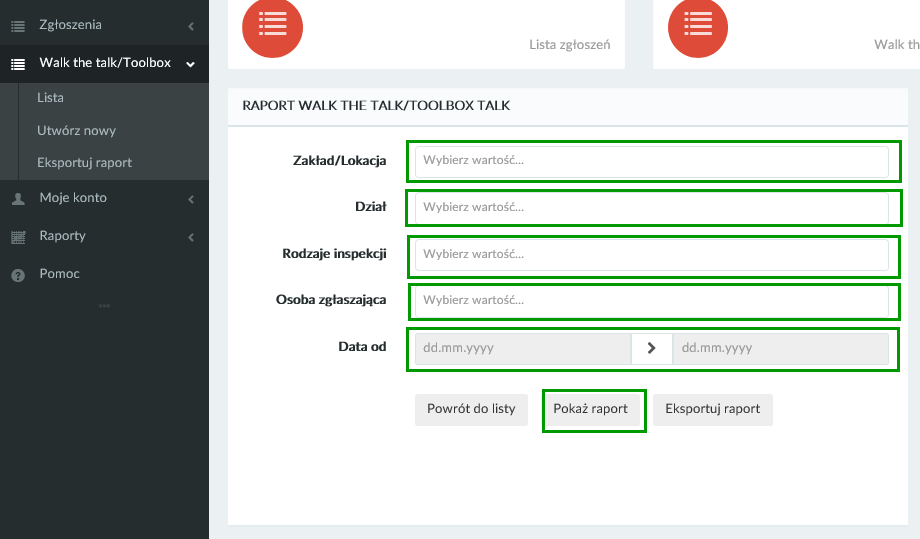 Zgłoszenia
Walk the talk/Toolbox
Lista
Utwórz nowy
Eksportuj raport
Moje konto
Raporty
Pomoc
Lista zgłoszeń
Walk th
RAPORT WALK THE TALK/TOOLBOX TALK
Zakład/Lokacja Wybierz wartość...
Dział Wybierz wartość...
Rodzaje inspekcji Wybierz wartość...
Osoba zgłaszająca Wybierz wartość...
Data od dd.mm.yyyy dd.mm.yyyy
Powrót do listy Pokaż raport Eksportuj raport